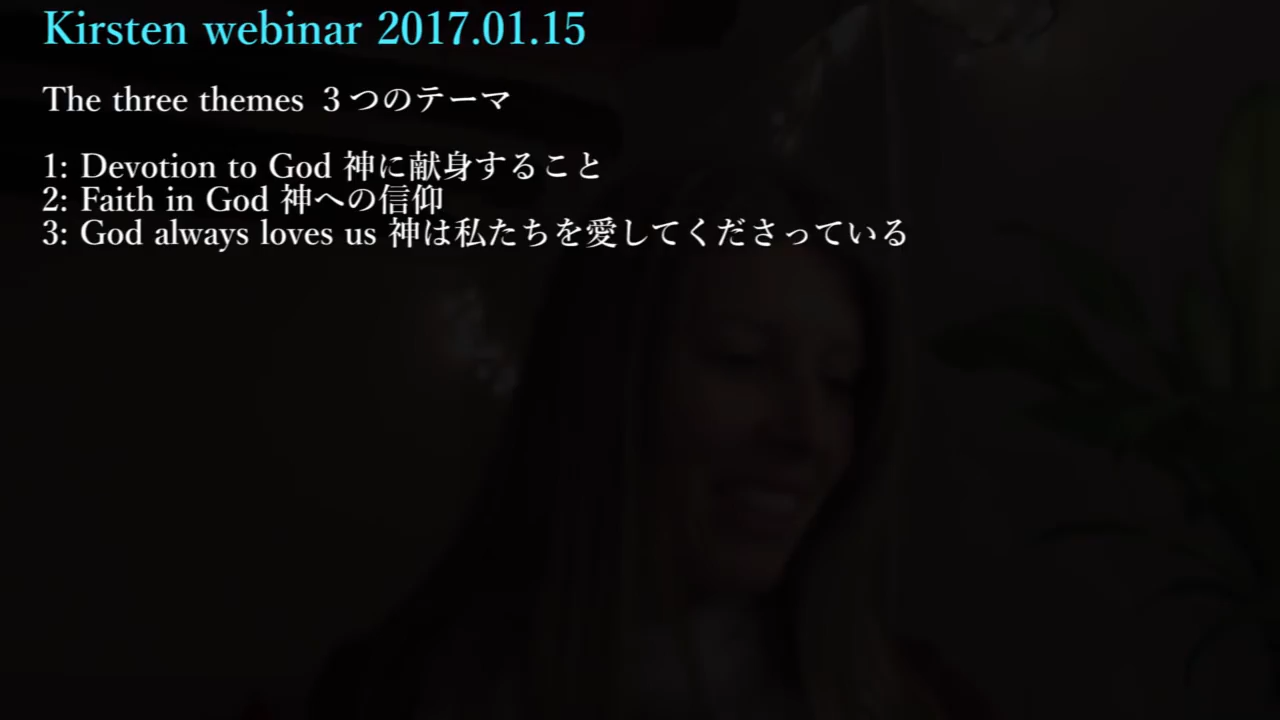 Kirsten webinar 2017.01.15
The three themes ３つのテーマ
1: Devotion to God 神に献身すること
2: Faith in God 神への信仰
3: God always loves us 神は私たちを愛してくださっている